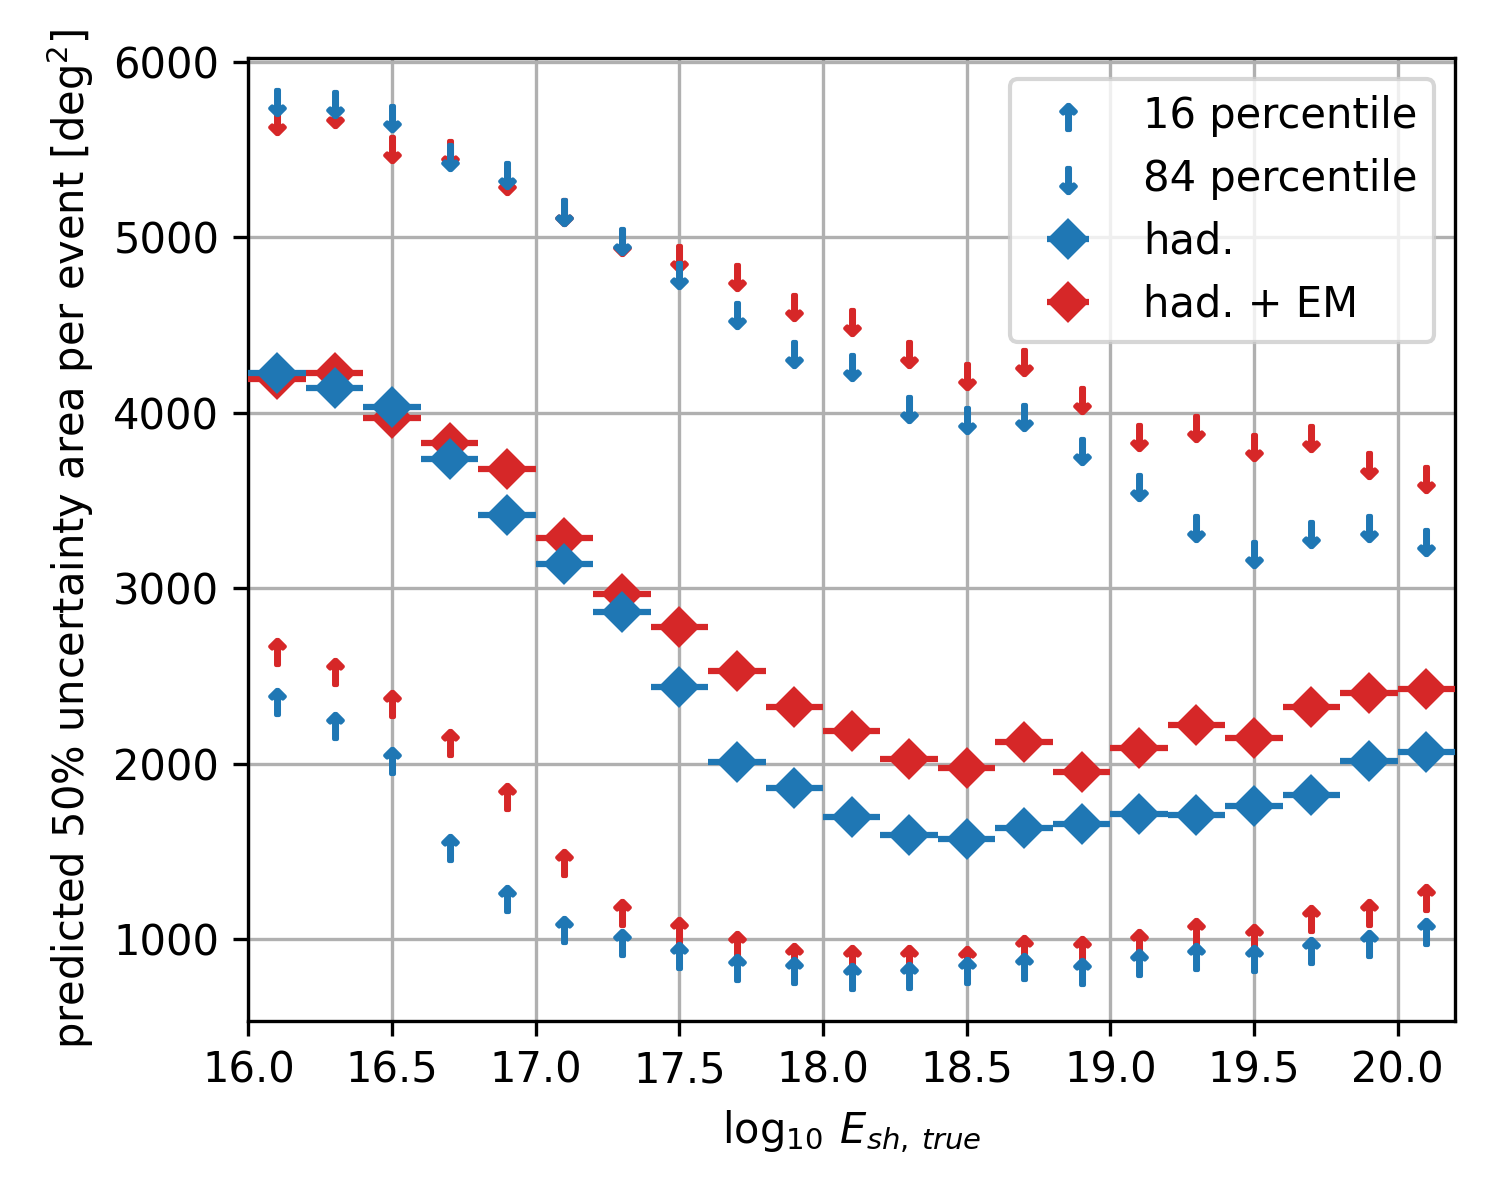 predicted 50% uncertainty area per event [deg²]
6000
5000
4000
3000
2000
1000
16 percentile
84 percentile
had.
had. + EM
16.0 16.5 17.0 17.5 18.0 18.5 19.0 19.5 20.0
log₁₀ E_sh, true